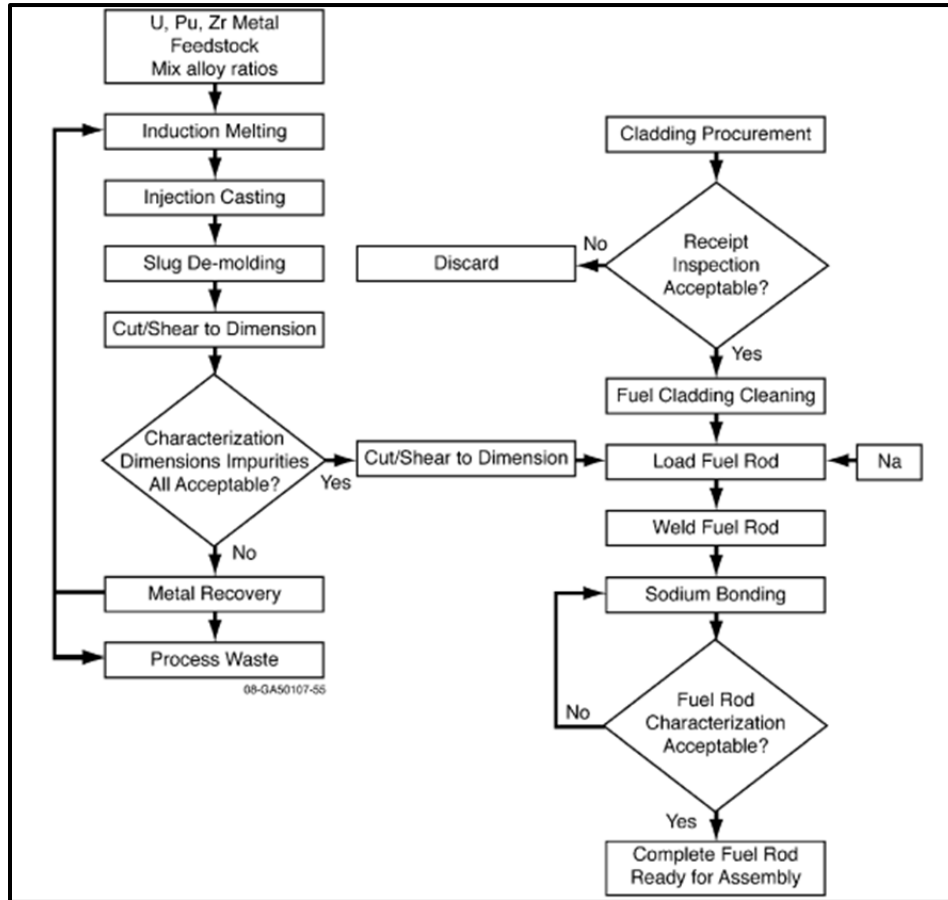 U, Pu, Zr Metal
Feedstock
Mix alloy ratios
Induction Melting
Injection Casting
Slug De-molding
Cut/Shear to Dimension
Characterization
Dimensions Impurities
All Acceptable?
Yes
No
Metal Recovery
Process Waste
08-GA50107-55
Cut/Shear to Dimension
Cladding Procurement
Receipt
Inspection
Acceptable?
No
Discard
Yes
Fuel Cladding Cleaning
Load Fuel Rod
Na
Weld Fuel Rod
Sodium Bonding
Fuel Rod
Characterization
Acceptable?
No
Yes
Complete Fuel Rod
Ready for Assembly